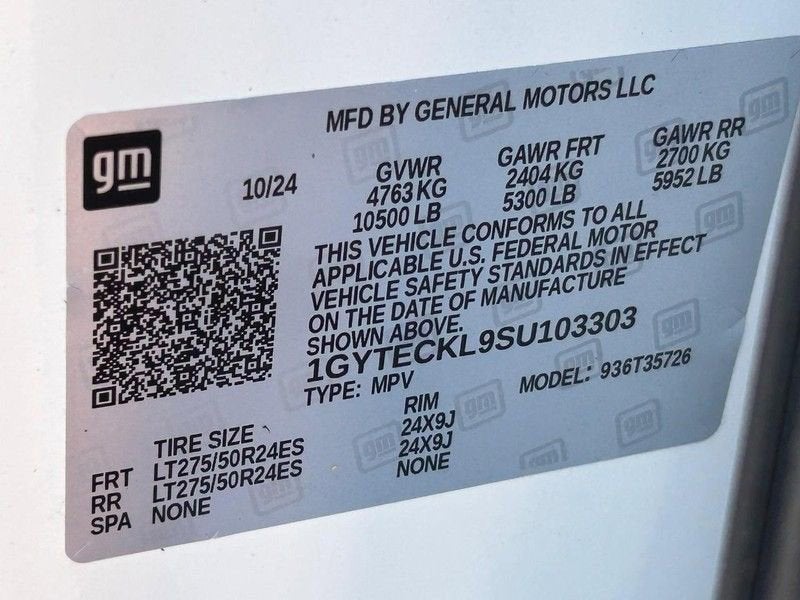 gm
MFD BY GENERAL MOTORS LLC
10/24
GVWR GAWR FRT GAWR RR
4763 KG 2404 KG 2700 KG
10500 LB 5300 LB 5952 LB
THIS VEHICLE CONFORMS TO ALL
APPLICABLE U.S. FEDERAL MOTOR
VEHICLE SAFETY STANDARDS IN EFFECT
ON THE DATE OF MANUFACTURE
SHOWN ABOVE.
1GYTECKL9SU103303
TYPE: MPV MODEL: 936T35726
TIRE SIZE RIM
FRT LT275/50R24ES 24X9J
RR LT275/50R24ES 24X9J
SPA NONE NONE